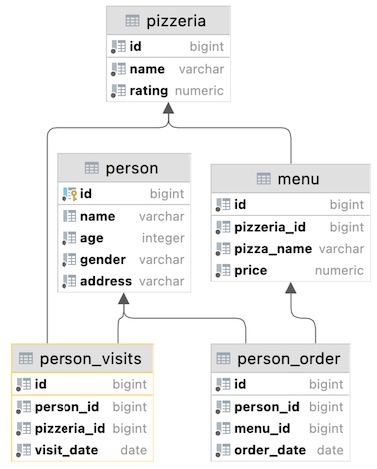 pizzeria
id bigint
name varchar
rating numeric
person
id bigint
name varchar
age integer
gender varchar
address varchar
menu
id bigint
pizzeria_id bigint
pizza_name varchar
price numeric
person_visits
id bigint
person_id bigint
pizzeria_id bigint
visit_date date
person_order
id bigint
person_id bigint
menu_id bigint
order_date date